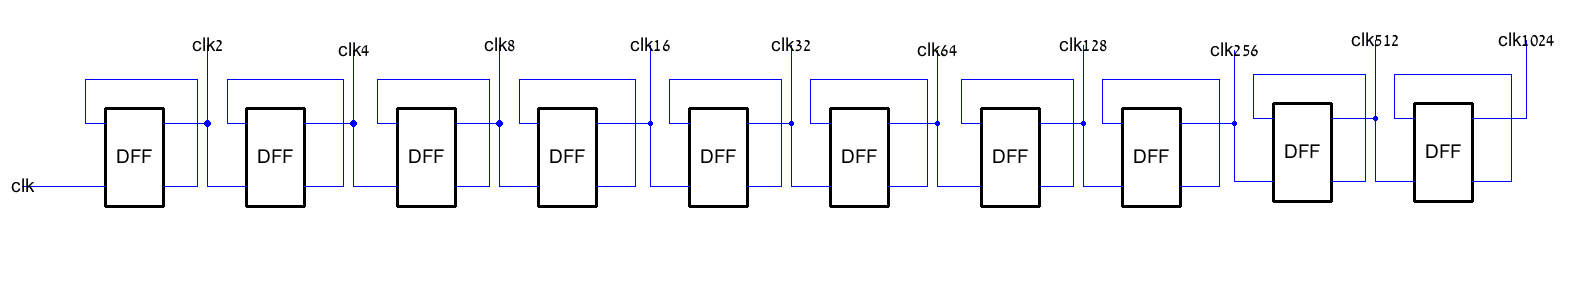 clk2
clk4
clk8
clk16
clk32
clk64
clk128
clk256
clk512
clk1024
DFF
DFF
DFF
DFF
DFF
DFF
DFF
DFF
DFF
DFF
clk